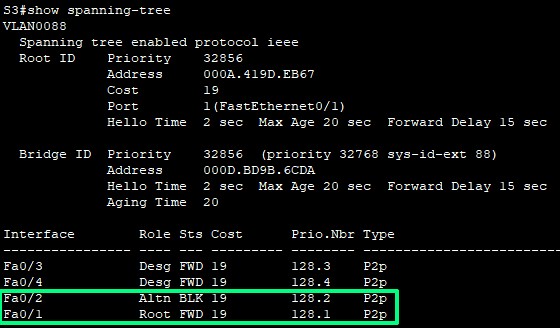 S3#show spanning-tree
VLAN0088
Spanning tree enabled protocol ieee
Root ID Priority 32856
Address 000A.419D.EB67
Cost 19
Port 1(FastEthernet0/1)
Hello Time 2 sec Max Age 20 sec Forward Delay 15 sec
Bridge ID Priority 32856 (priority 32768 sys-id-ext 88)
Address 000D.BD9B.6CDA
Hello Time 2 sec Max Age 20 sec Forward Delay 15 sec
Aging Time 20
Interface Role Sts Cost Prio.Nbr Type
---------------- ---- --- --------- -------- --------------------------
Fa0/3 Desg FWD 19 128.3 P2p
Fa0/4 Desg FWD 19 128.4 P2p
Fa0/2 Altn BLK 19 128.2 P2p
Fa0/1 Root FWD 19 128.1 P2p